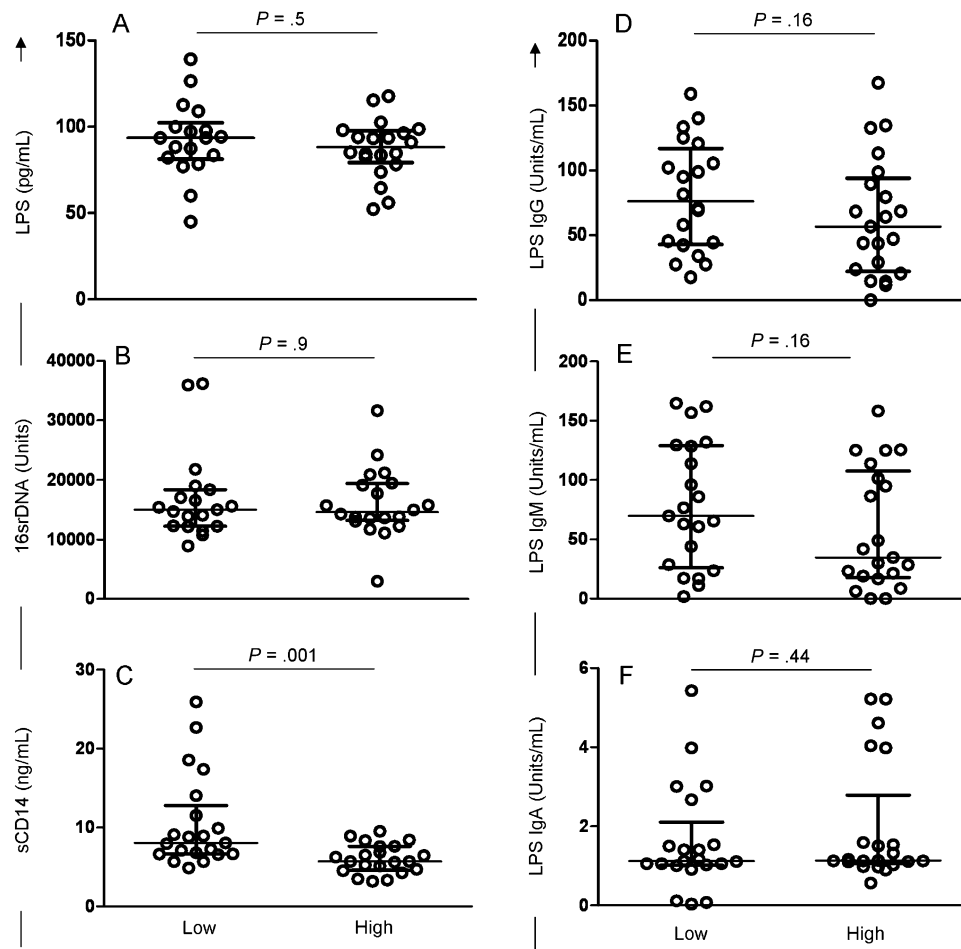 A
P = .5
LPS (pg/mL)
150
100
50
0
B
P = .9
16srDNA (Units)
40000
30000
20000
10000
0
C
P = .001
sCD14 (ng/mL)
30
20
10
0
Low
High
D
P = .16
LPS IgG (Units/mL)
200
150
100
50
0
E
P = .16
LPS IgM (Units/mL)
200
150
100
50
0
F
P = .44
LPS IgA (Units/mL)
6
4
2
0
Low
High